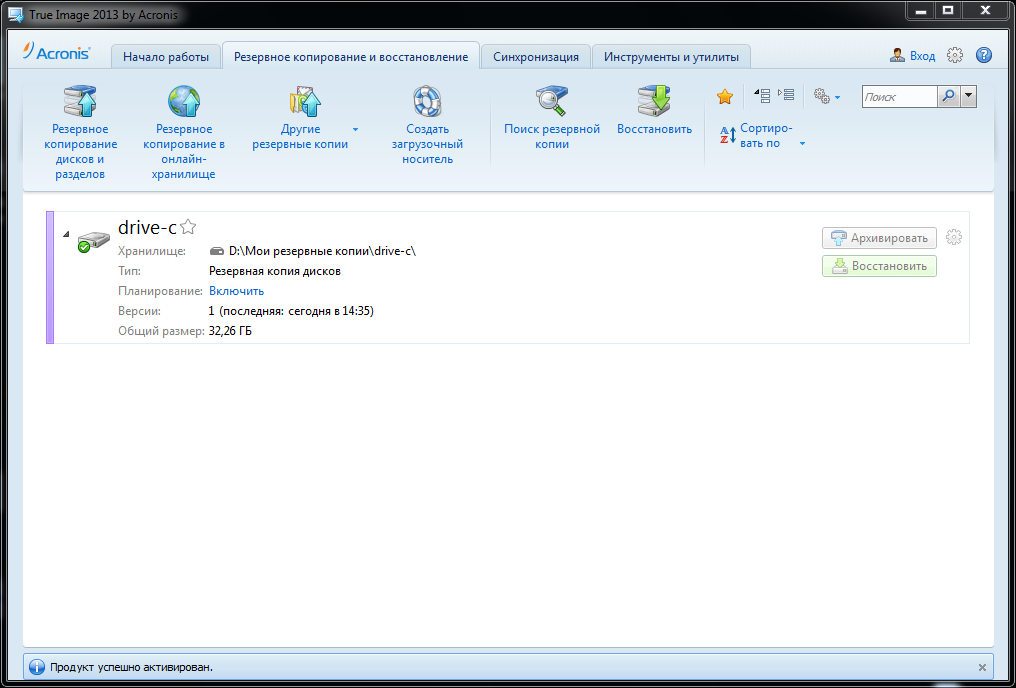 True Image 2013 by Acronis
Acronis
Начало работы
Резервное копирование и восстановление
Синхронизация
Инструменты и утилиты
Вход
Резервное
копирование
дисков и
разделов
Резервное
копирование в
онлайн-
хранилище
Другие
резервные копии
Создать
загрузочный
носитель
Поиск резервной
копии
Восстановить
Сортиро-
вать по
Поиск
drive-c
Хранилище: D:\Мои резервные копии\drive-c\
Тип: Резервная копия дисков
Планирование: Включить
Версии: 1 (последняя: сегодня в 14:35)
Общий размер: 32,26 ГБ
Архивировать
Восстановить
Продукт успешно активирован.